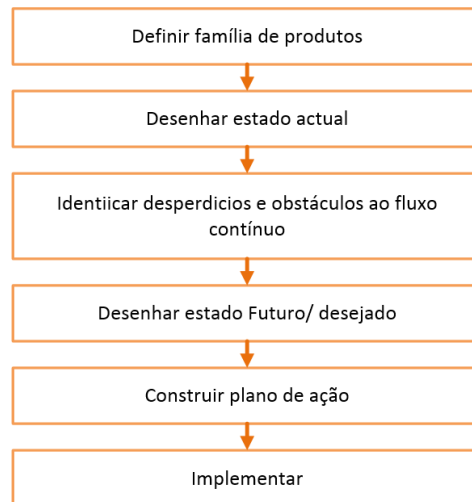 Definir família de produtos
Desenhar estado actual
Identiicar desperdicios e obstáculos ao fluxo
contínuo
Desenhar estado Futuro/ desejado
Construir plano de ação
Implementar